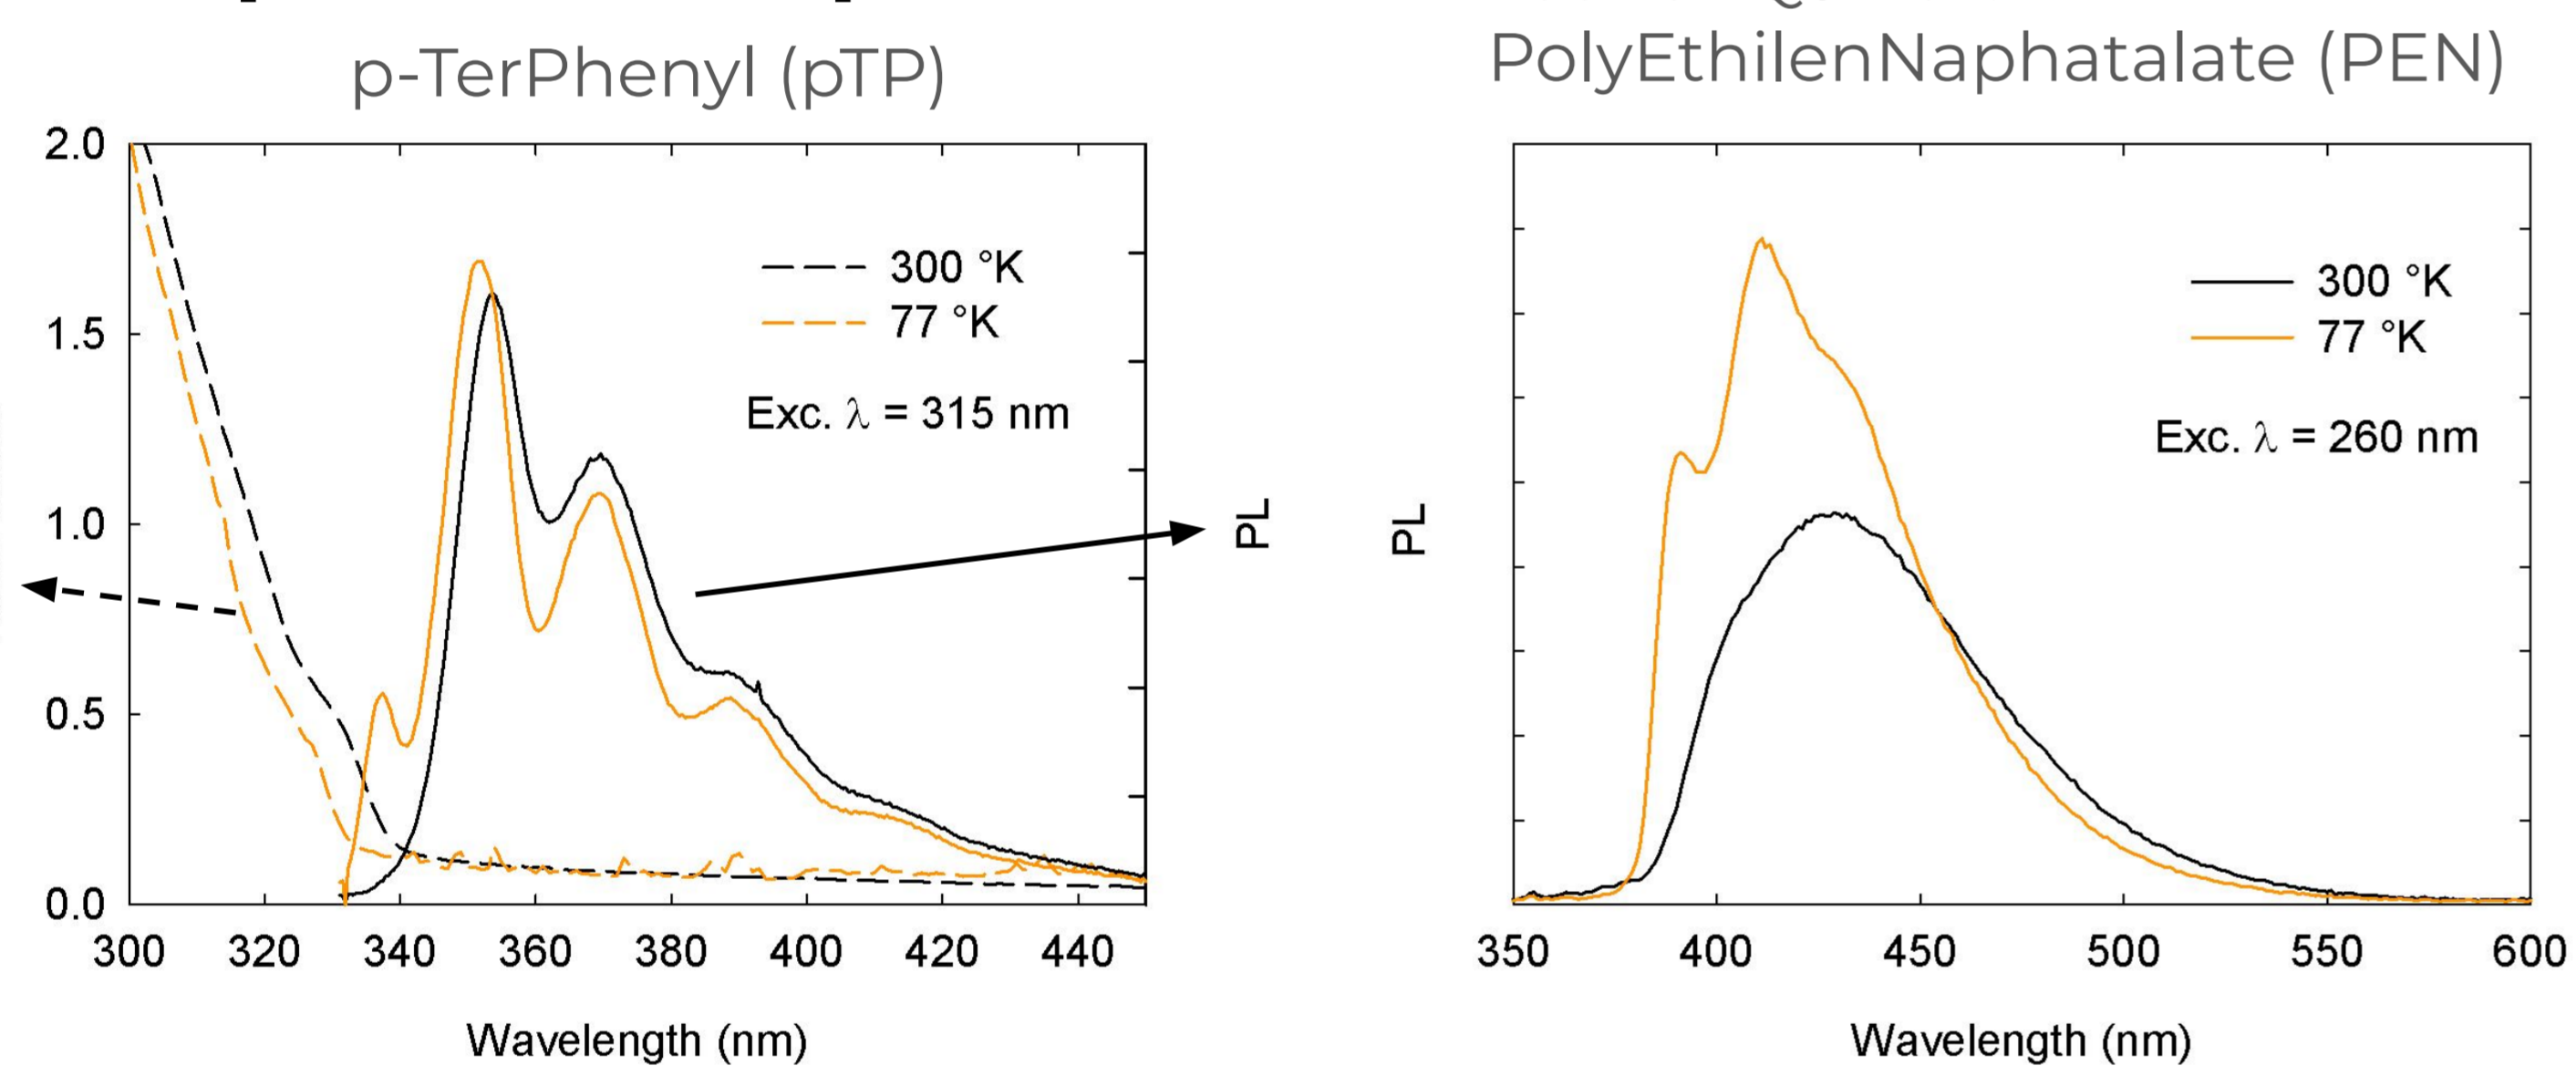 p-TerPhenyl (pTP)
2.0
1.5
1.0
0.5
0.0
300 320 340 360 380 400 420 440
Wavelength (nm)
300 °K
77 °K
Exc. λ = 315 nm
PL
PolyEthilenNaphatalate (PEN)
PL
300 °K
77 °K
Exc. λ = 260 nm
350 400 450 500 550 600
Wavelength (nm)